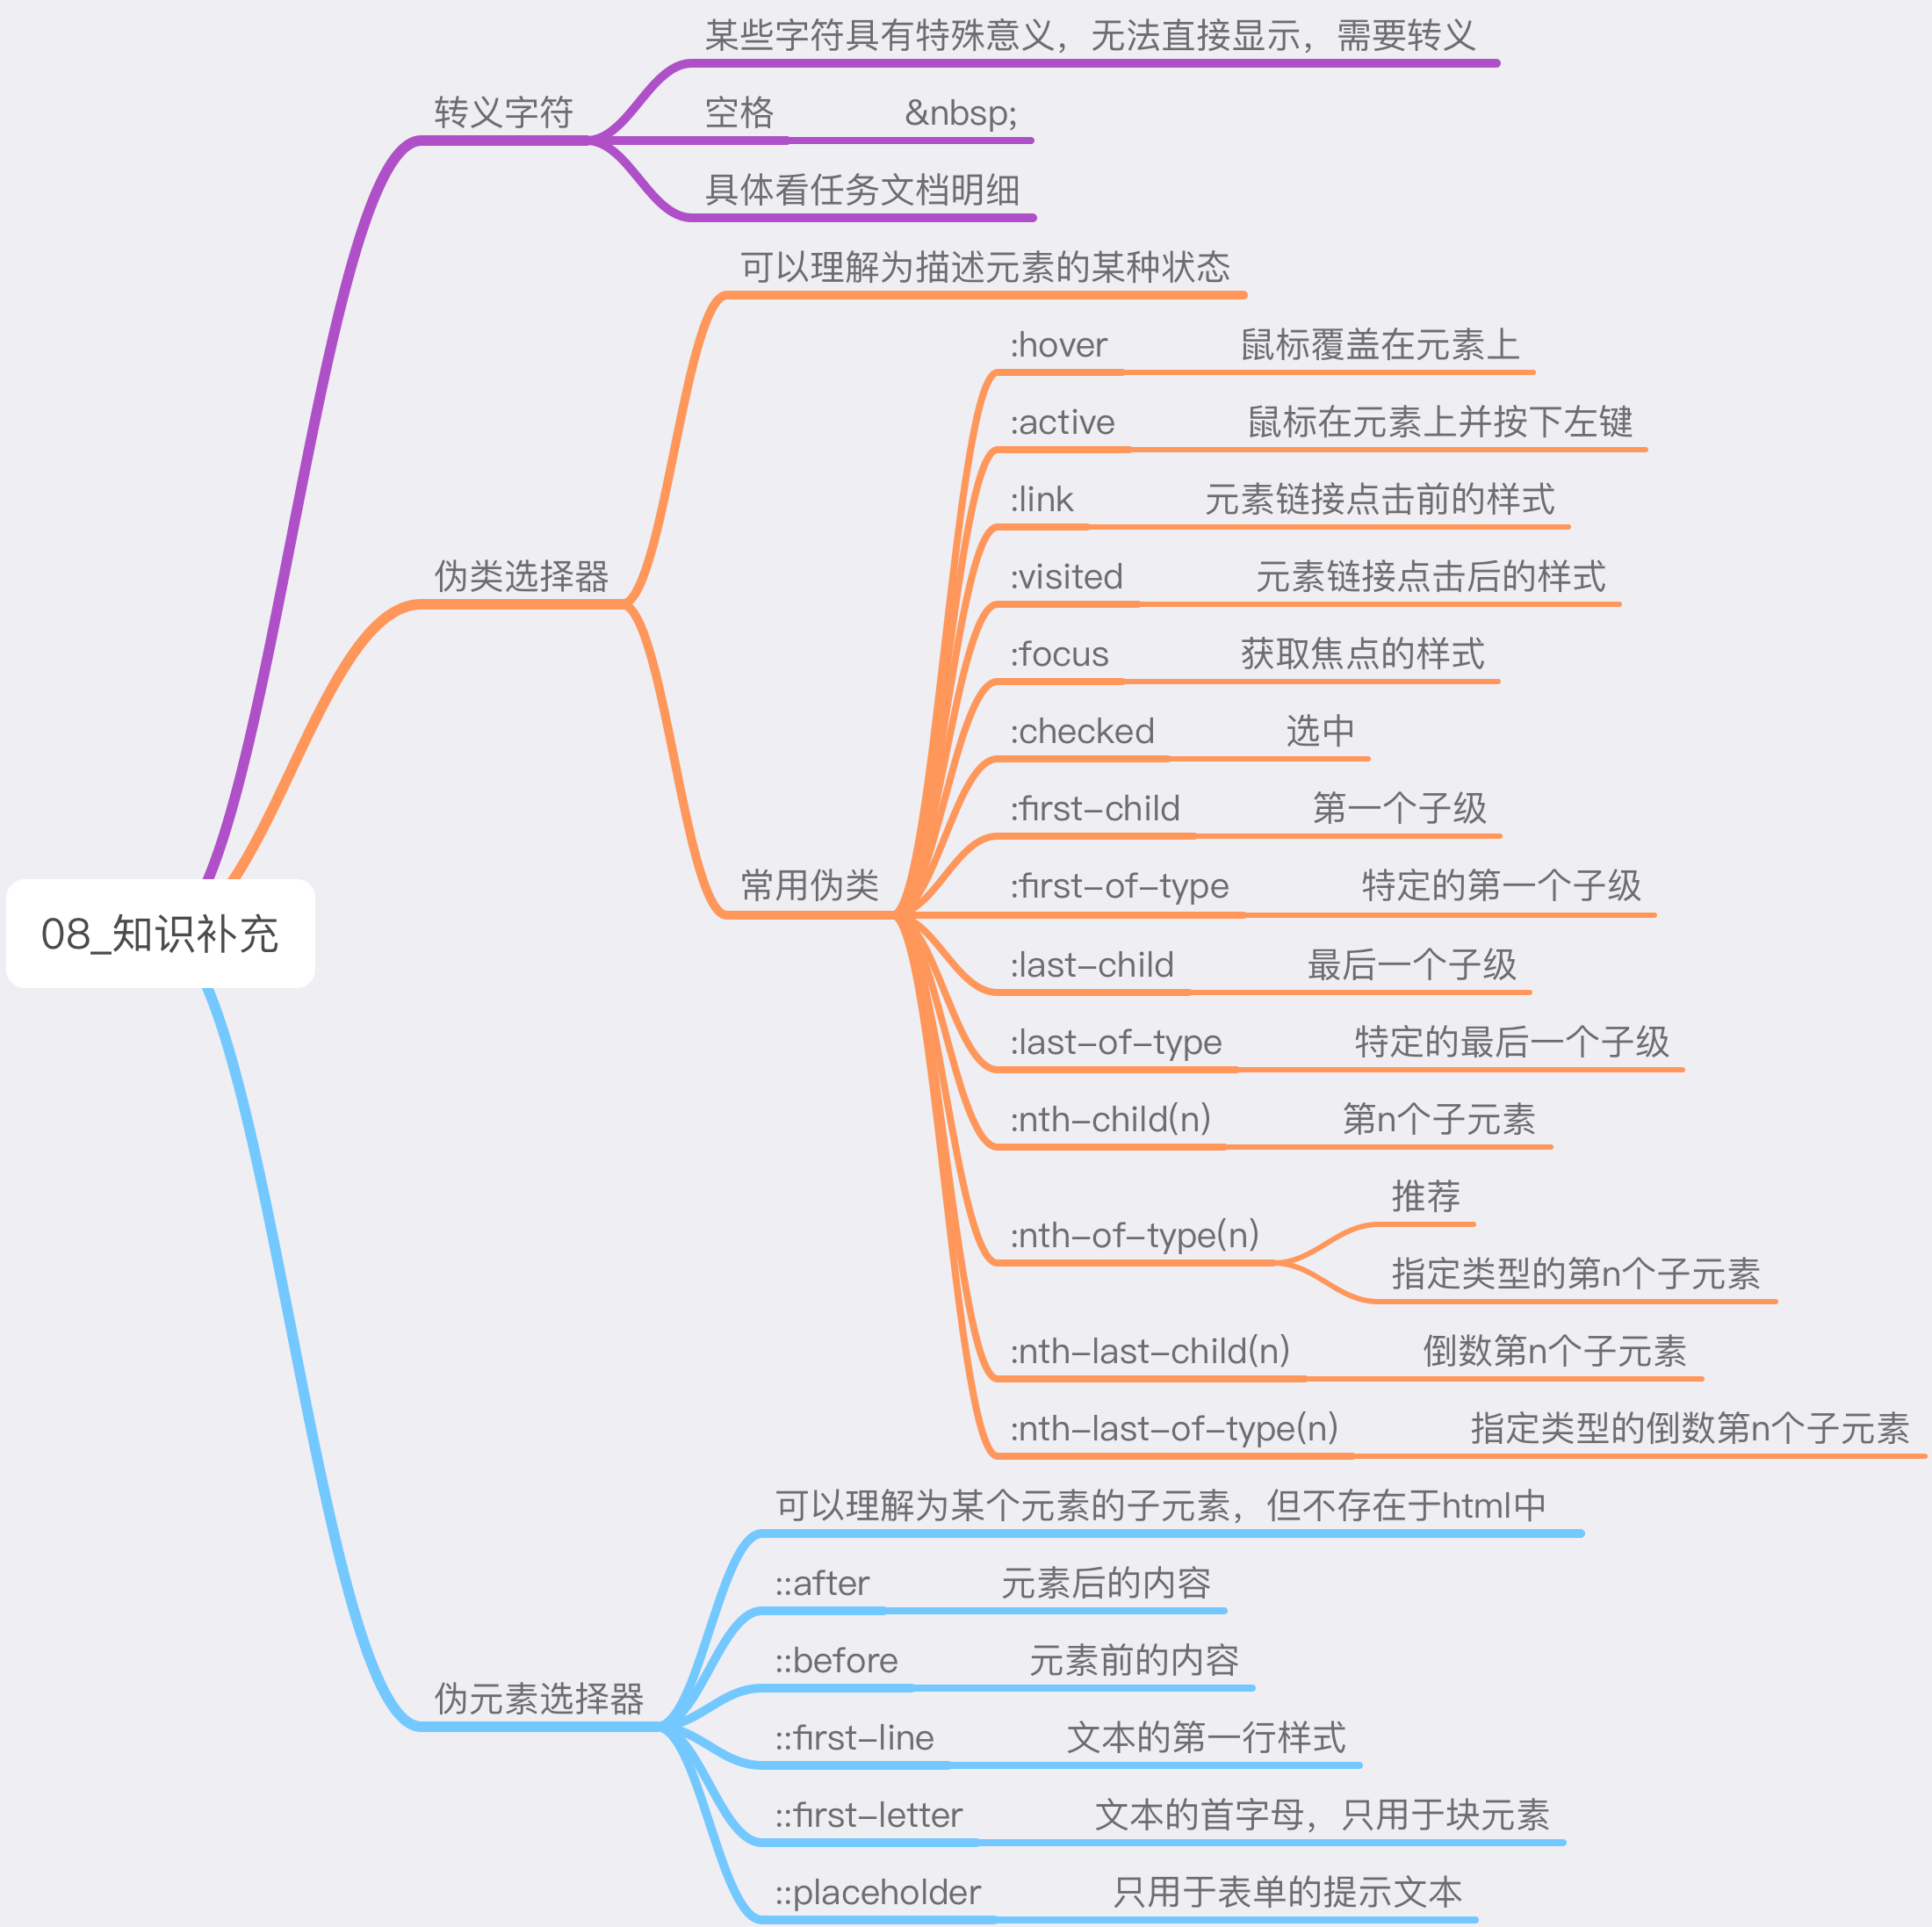 08_知识补充
转义字符
某些字符具有特殊意义，无法直接显示，需要转义
空格 &nbsp;
具体看任务文档明细
伪类选择器
可以理解为描述元素的某种状态
常用伪类
:hover 鼠标覆盖在元素上
:active 鼠标在元素上并按下左键
:link 元素链接点击前的样式
:visited 元素链接点击后的样式
:focus 获取焦点的样式
:checked 选中
:first-child 第一个子级
:first-of-type 特定的第一个子级
:last-child 最后一个子级
:last-of-type 特定的最后一个子级
:nth-child(n) 第n个子元素
:nth-of-type(n)
推荐
指定类型的第n个子元素
:nth-last-child(n) 倒数第n个子元素
:nth-last-of-type(n) 指定类型的倒数第n个子元素
伪元素选择器
可以理解为某个元素的子元素，但不存在于html中
::after 元素后的内容
::before 元素前的内容
::first-line 文本的第一行样式
::first-letter 文本的首字母，只用于块元素
::placeholder 只用于表单的提示文本